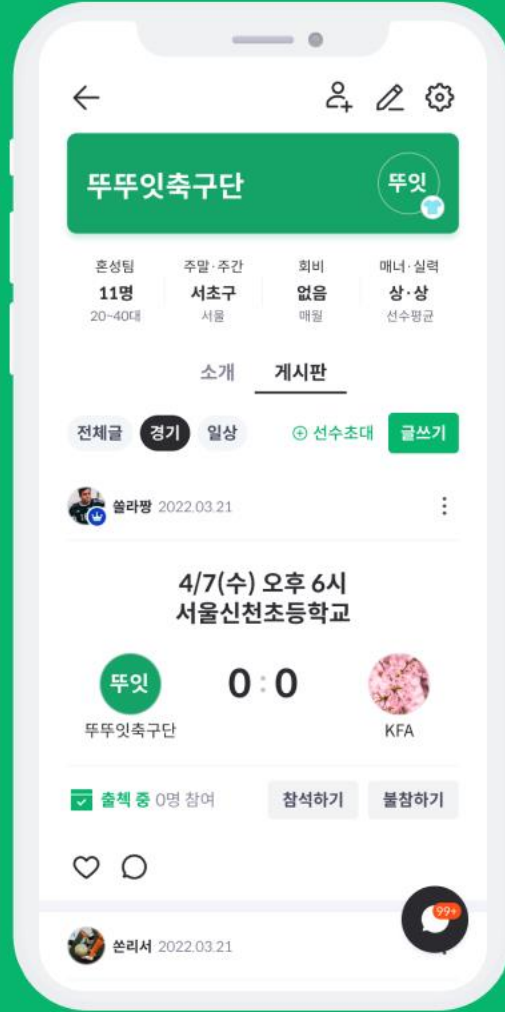 뚜뚜잇축구단
뚜잇
혼성팀 주말·주간 회비 매너·실력
11명 서초구 없음 상·상
20~40대 서울 매월 선수평균
소개 게시판
전체글 경기 일상 선수초대 글쓰기
쏠라짱 2022.03.21
4/7(수) 오후 6시
서울신천초등학교
뚜잇 0:0
뚜뚜잇축구단 KFA
출첵 중 0명 참여 참석하기 불참하기
99+
쏜리서 2022.03.21